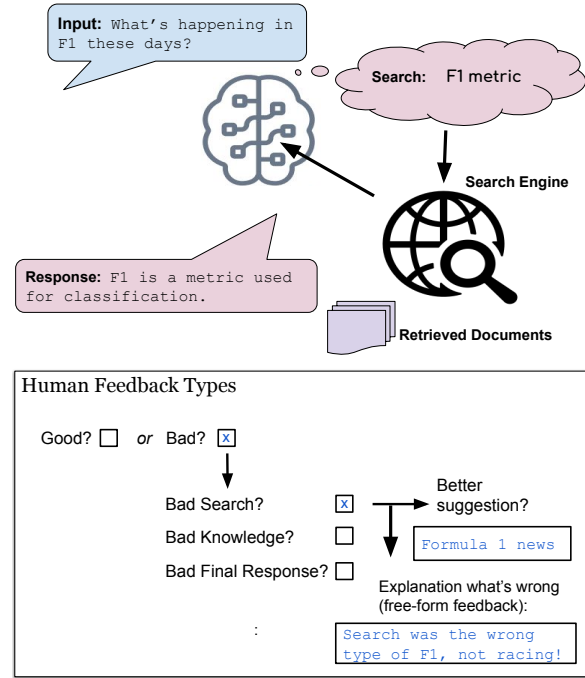 Input: What's happening in
F1 these days?
Search: F1 metric
Search Engine
Response: F1 is a metric used
for classification.
Retrieved Documents
Human Feedback Types
Good? or Bad? x
Bad Search? x
Better
suggestion?
Bad Knowledge?
Formula 1 news
Bad Final Response?
Explanation what's wrong
(free-form feedback):
:
Search was the wrong
type of F1, not racing!